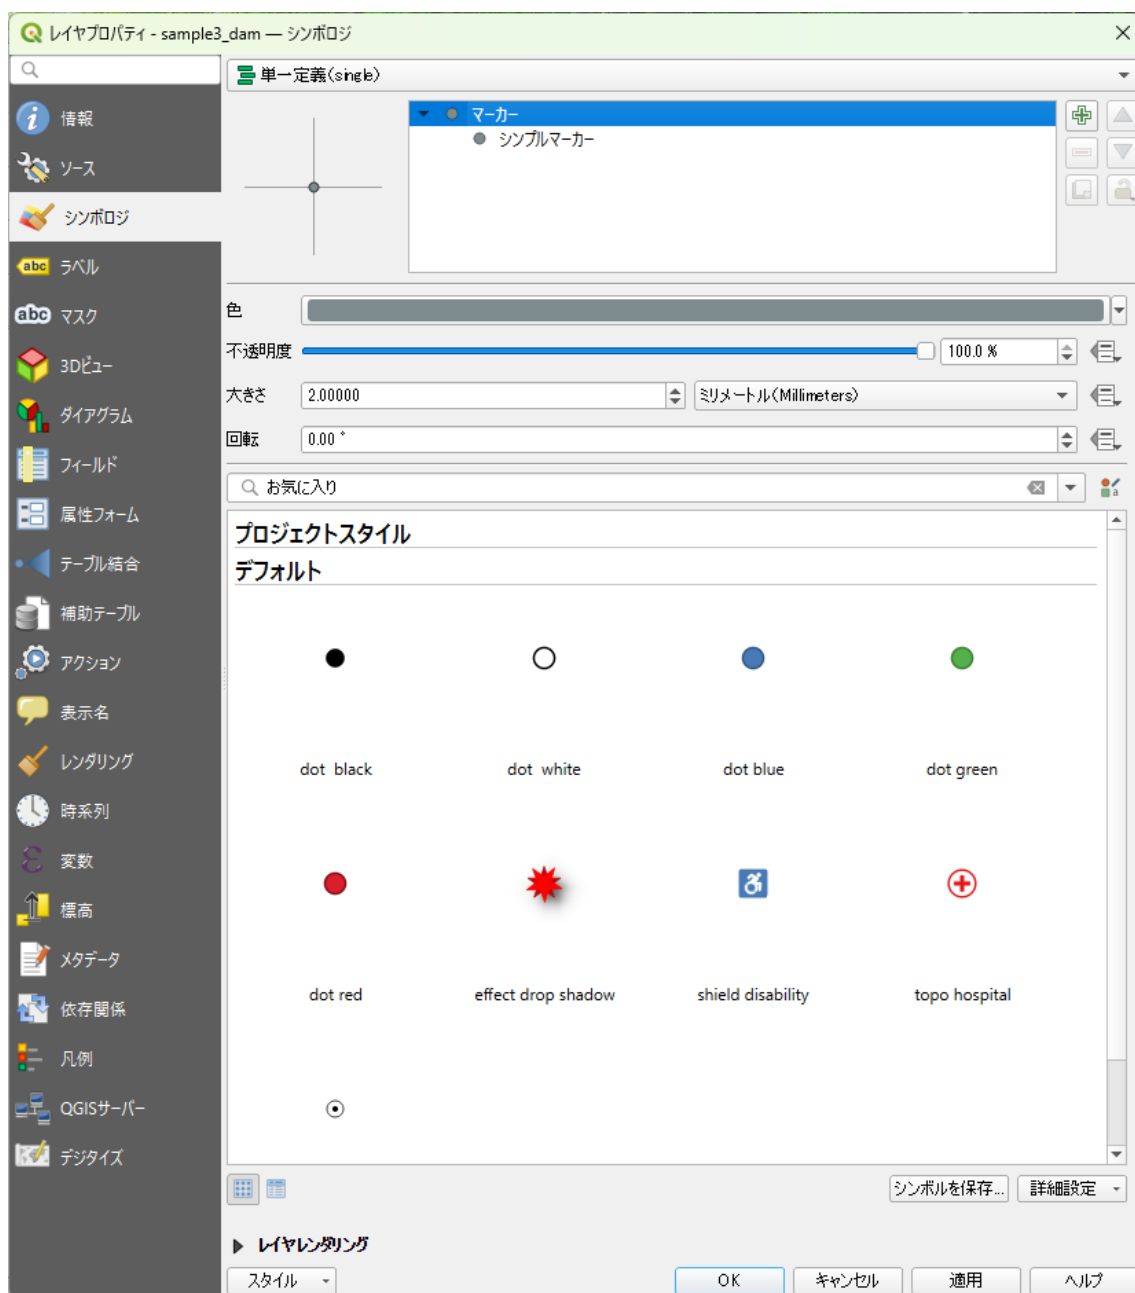 レイヤプロパティ - sample3_dam — シンボロジ
単一定義(single)
情報
ソース
シンボロジ
abc ラベル
abc マスク
3Dビュー
ダイアグラム
フィールド
属性フォーム
テーブル結合
補助テーブル
アクション
表示名
レンダリング
時系列
変数
標高
メタデータ
依存関係
凡例
QGISサーバー
デジタイズ
マーカー
シンプルマーカー
色
不透明度 100.0 %
大きさ 2.00000 ミリメートル(Millimeters)
回転 0.00 °
お気に入り
プロジェクトスタイル
デフォルト
dot black dot white dot blue dot green
dot red effect drop shadow shield disability topo hospital
シンボルを保存... 詳細設定
レイヤレンダリング
スタイル OK キャンセル 適用 ヘルプ